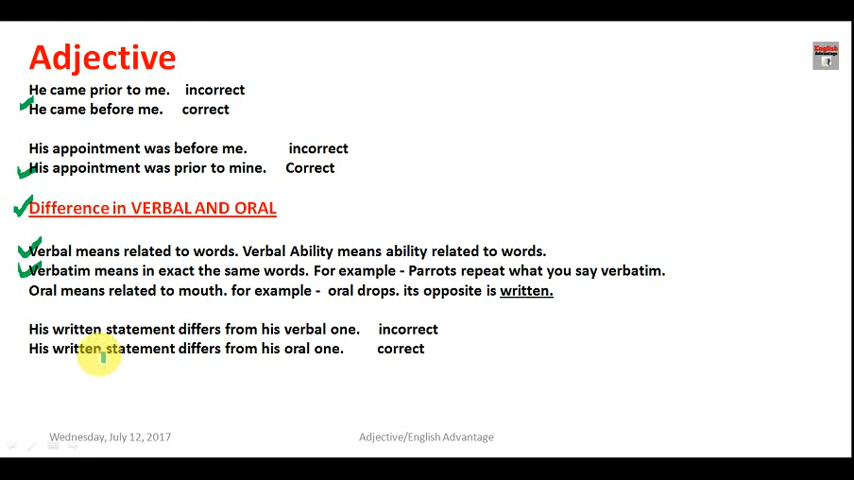 Adjective
English
Advantage
He came prior to me. incorrect
He came before me. correct
His appointment was before me. incorrect
His appointment was prior to mine. Correct
Difference in VERBAL AND ORAL
Verbal means related to words. Verbal Ability means ability related to words.
Verbatim means in exact the same words. For example - Parrots repeat what you say verbatim.
Oral means related to mouth. for example - oral drops. its opposite is written.
His written statement differs from his verbal one. incorrect
His written statement differs from his oral one. correct
Wednesday, July 12, 2017
Adjective/English Advantage